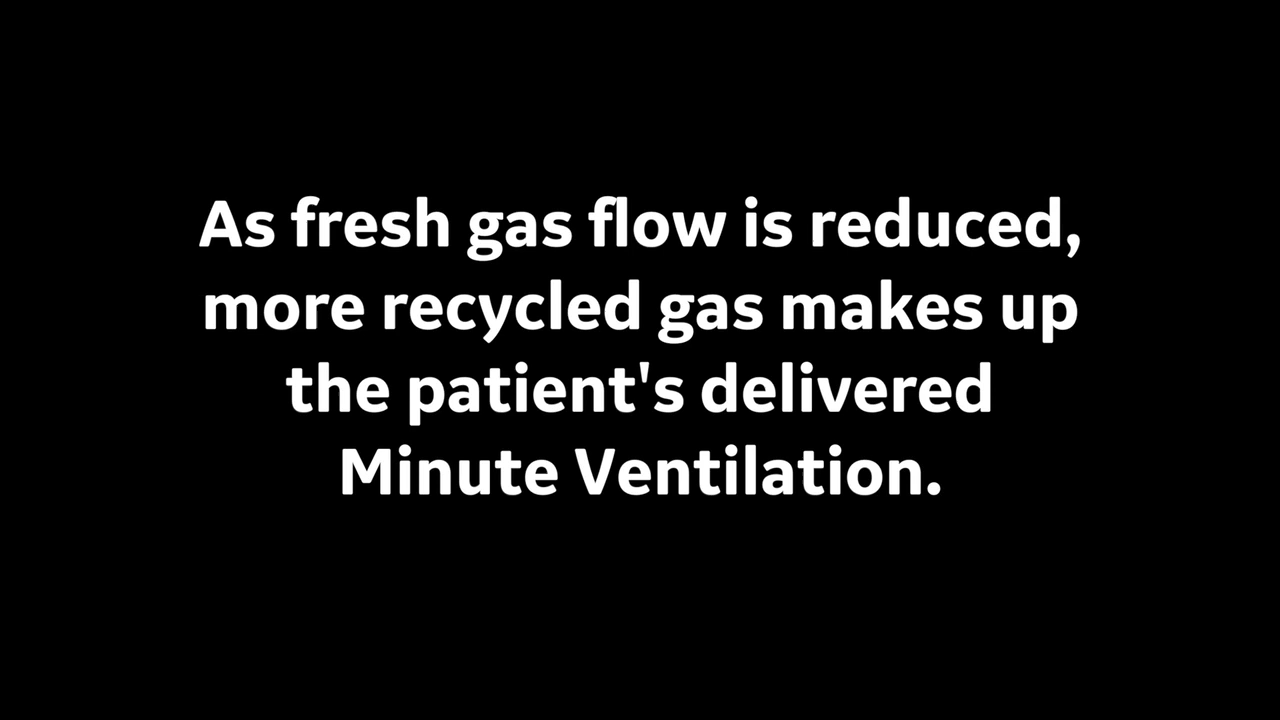 As fresh gas flow is reduced,
more recycled gas makes up
the patient's delivered
Minute Ventilation.